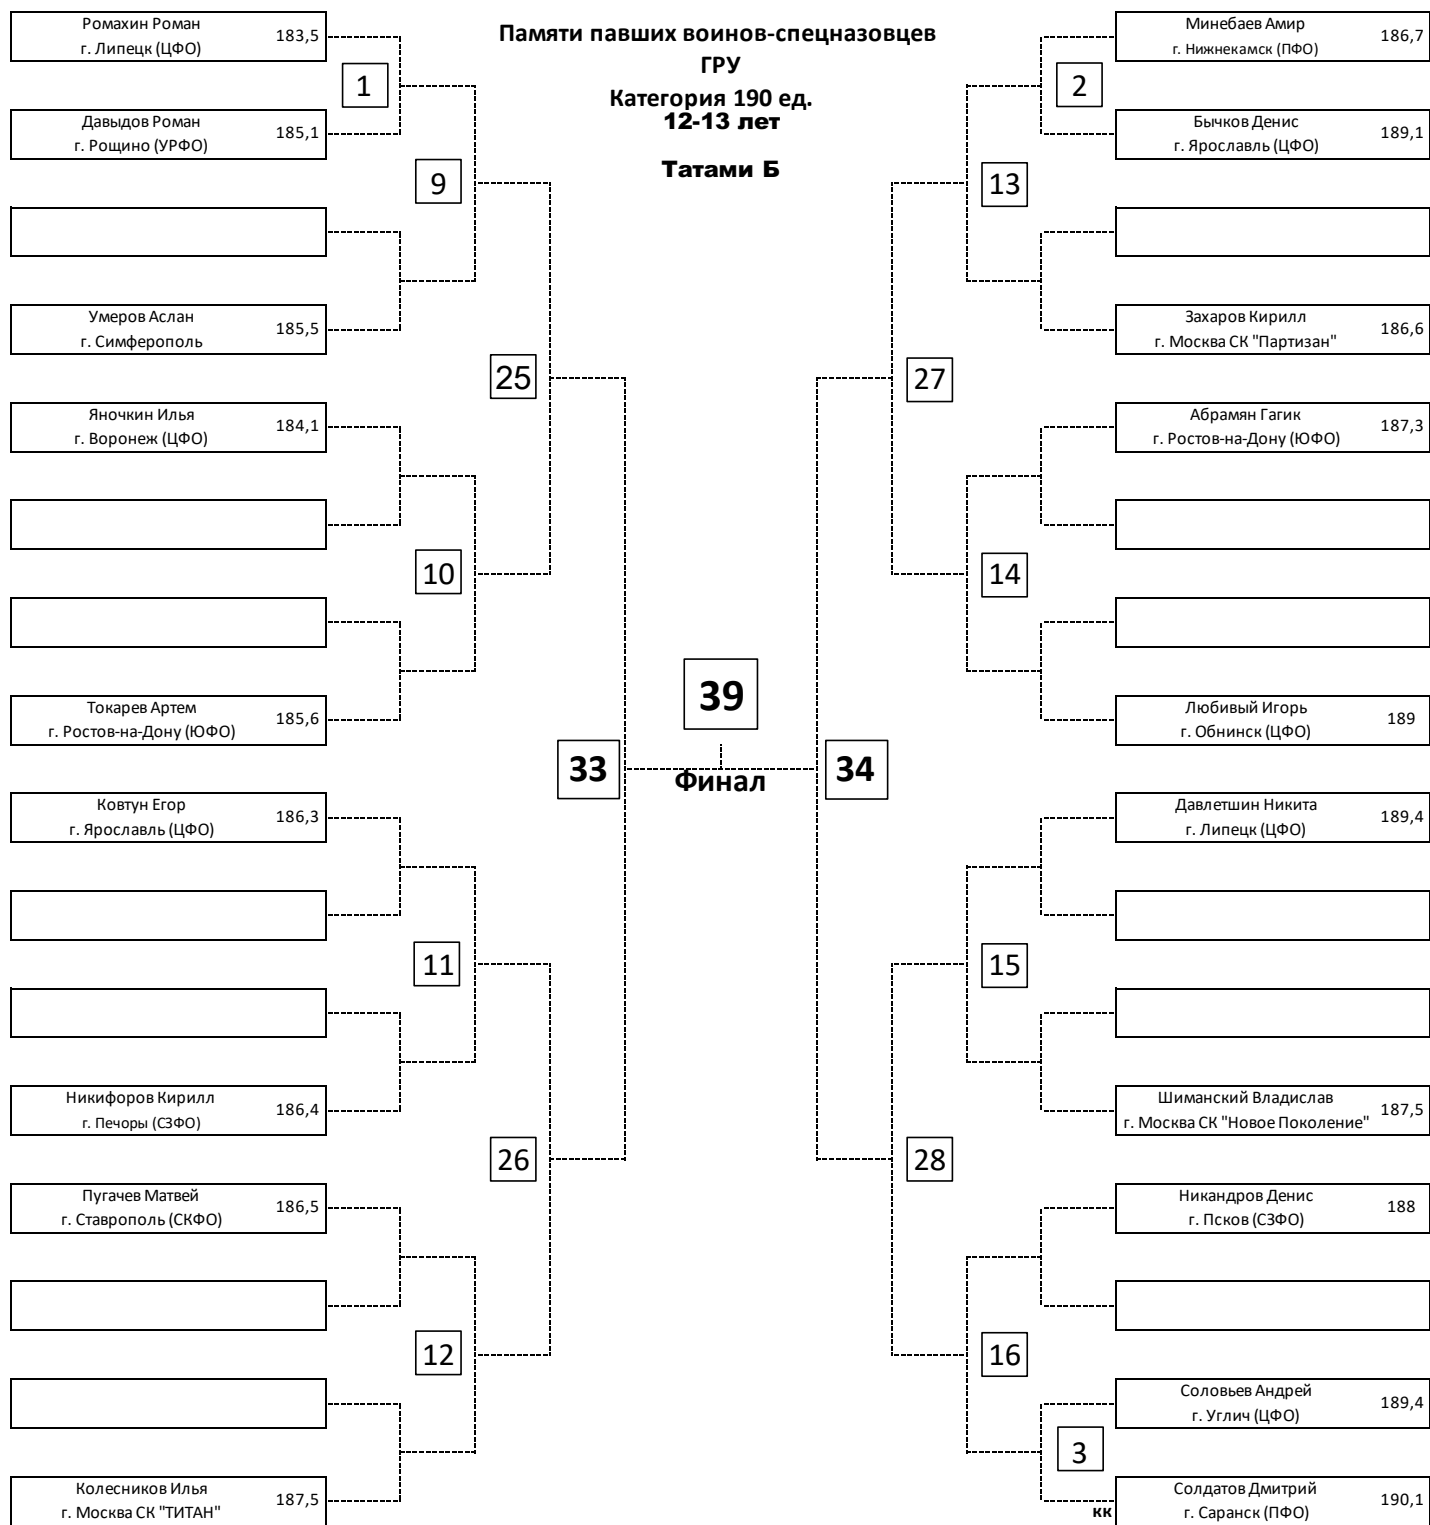 Памяти павших воинов-спецназовцев
ГРУ
Категория 190 ед.
12-13 лет
Татами Б
Ромахин Роман
г. Липецк (ЦФО)
183,5
1
Давыдов Роман
г. Рощино (УРФО)
185,1
9
Умеров Аслан
г. Симферополь
185,5
25
Яночкин Илья
г. Воронеж (ЦФО)
184,1
10
Токарев Артем
г. Ростов-на-Дону (ЮФО)
185,6
33
Ковтун Егор
г. Ярославль (ЦФО)
186,3
11
Никифоров Кирилл
г. Печоры (СЗФО)
186,4
26
Пугачев Матвей
г. Ставрополь (СКФО)
186,5
12
Колесников Илья
г. Москва СК "ТИТАН"
187,5
39
Финал
Минебаев Амир
г. Нижнекамск (ПФО)
186,7
2
Бычков Денис
г. Ярославль (ЦФО)
189,1
13
Захаров Кирилл
г. Москва СК "Партизан"
186,6
27
Абрамян Гагик
г. Ростов-на-Дону (ЮФО)
187,3
14
Любивый Игорь
г. Обнинск (ЦФО)
189
34
Давлетшин Никита
г. Липецк (ЦФО)
189,4
15
Шиманский Владислав
г. Москва СК "Новое Поколение"
187,5
28
Никандров Денис
г. Псков (СЗФО)
188
16
Соловьев Андрей
г. Углич (ЦФО)
189,4
3
кк
Солдатов Дмитрий
г. Саранск (ПФО)
190,1